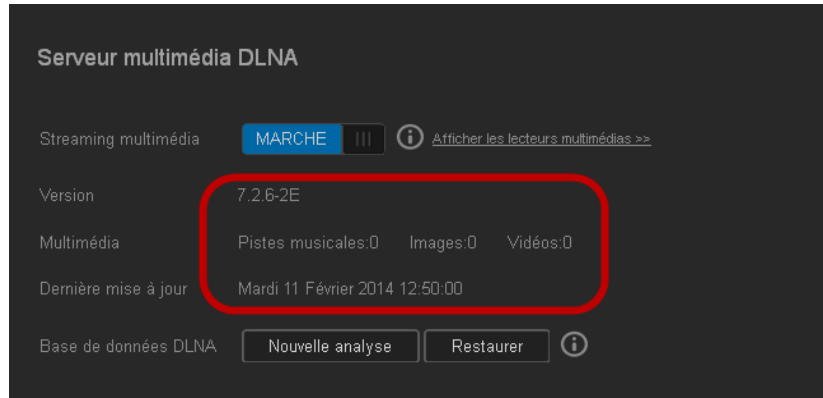 Serveur multimédia DLNA
Streaming multimédia MARCHE Afficher les lecteurs multimédias >>
Version 7.2.6-2E
Multimédia Pistes musicales:0 Images:0 Vidéos:0
Dernière mise à jour Mardi 11 Février 2014 12:50:00
Base de données DLNA Nouvelle analyse Restaurer